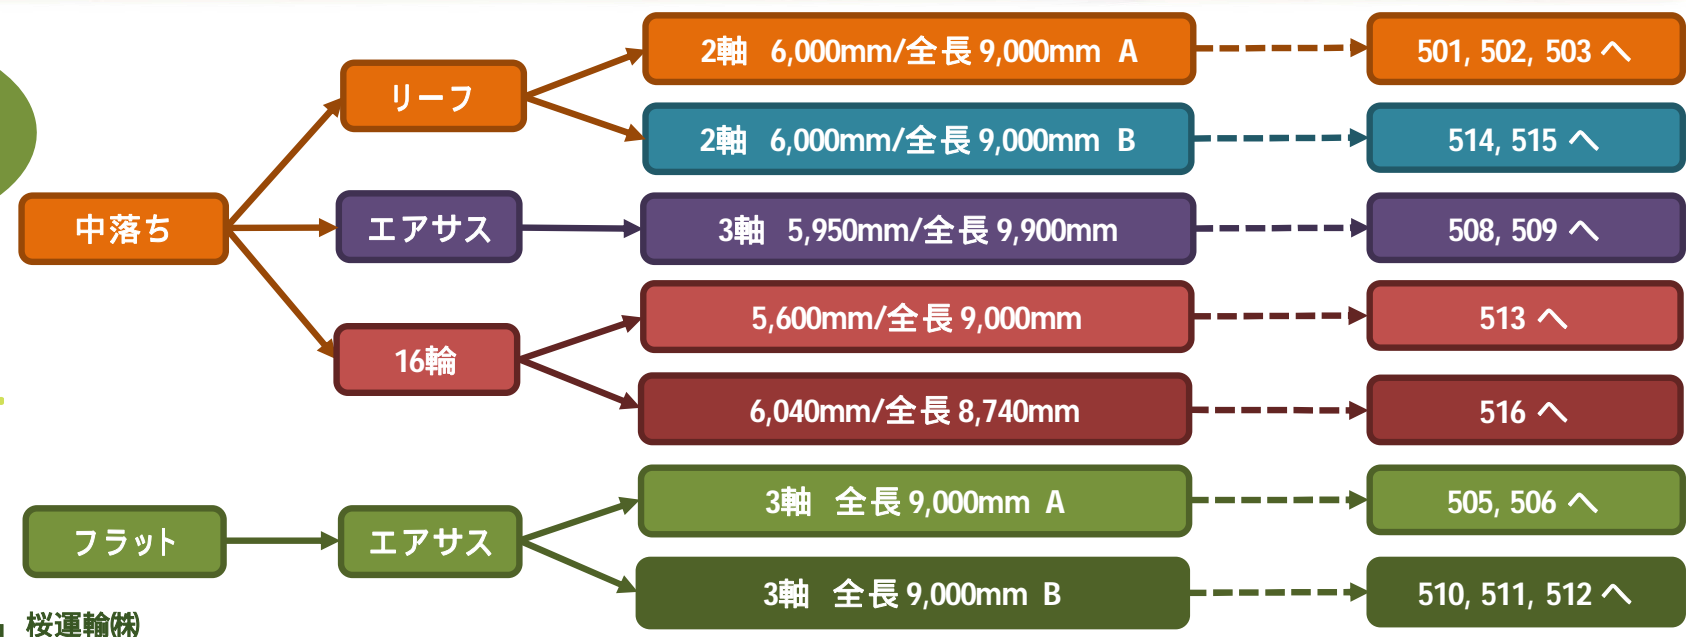 中落ち
リーフ
2軸 6,000mm/全長 9,000mm A
501, 502, 503 へ
2軸 6,000mm/全長 9,000mm B
514, 515 へ
エアサス
3軸 5,950mm/全長 9,900mm
508, 509 へ
16輪
5,600mm/全長 9,000mm
513 へ
6,040mm/全長 8,740mm
516 へ
フラット
エアサス
3軸 全長 9,000mm A
505, 506 へ
3軸 全長 9,000mm B
510, 511, 512 へ
桜運輸㈱